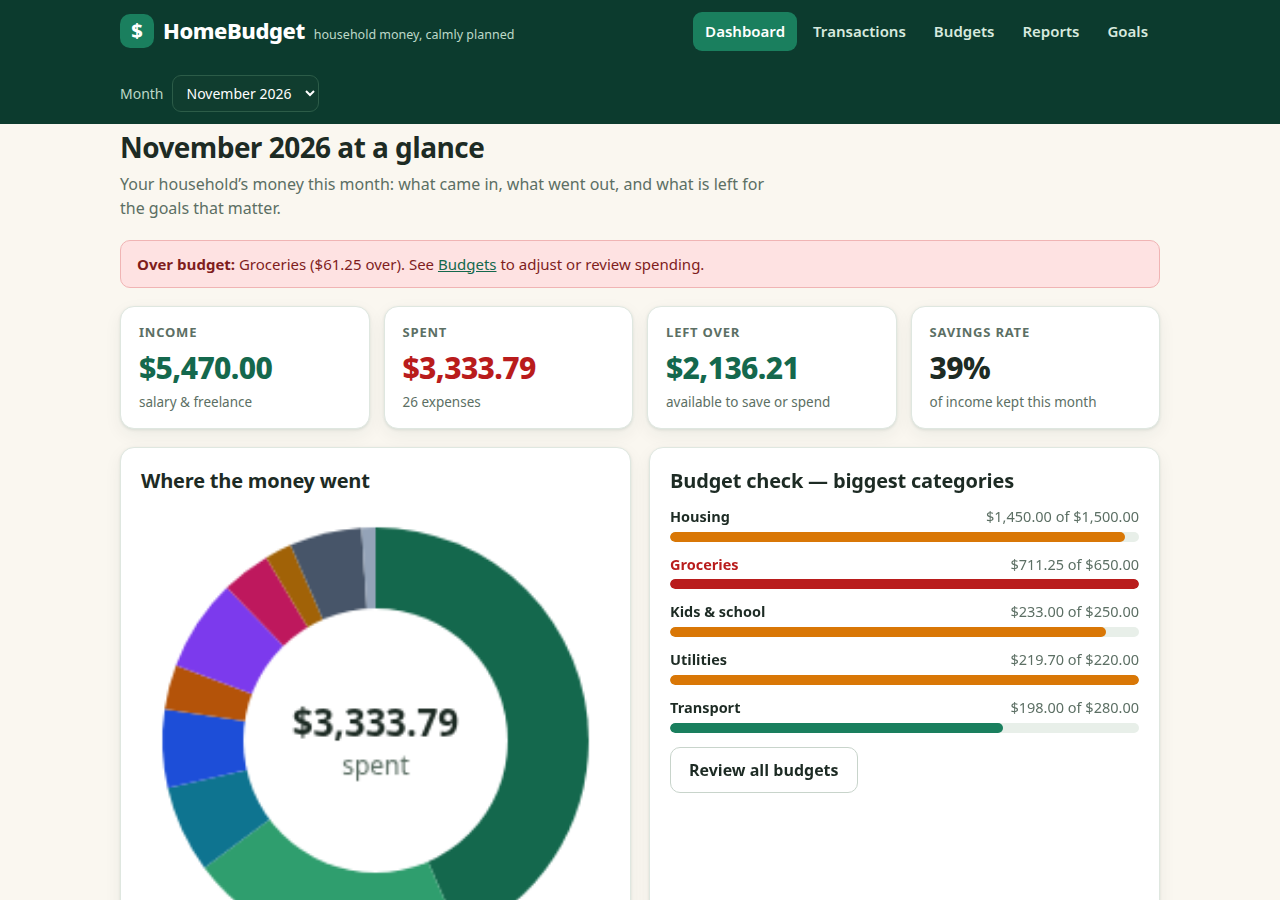 $ HomeBudget household money, calmly planned
Dashboard Transactions Budgets Reports Goals
Month November 2026
November 2026 at a glance
Your household’s money this month: what came in, what went out, and what is left for
the goals that matter.
Over budget: Groceries ($61.25 over). See Budgets to adjust or review spending.
INCOME
$5,470.00
salary & freelance
SPENT
$3,333.79
26 expenses
LEFT OVER
$2,136.21
available to save or spend
SAVINGS RATE
39%
of income kept this month
Where the money went
$3,333.79
spent
Budget check — biggest categories
Housing $1,450.00 of $1,500.00
Groceries $711.25 of $650.00
Kids & school $233.00 of $250.00
Utilities $219.70 of $220.00
Transport $198.00 of $280.00
Review all budgets